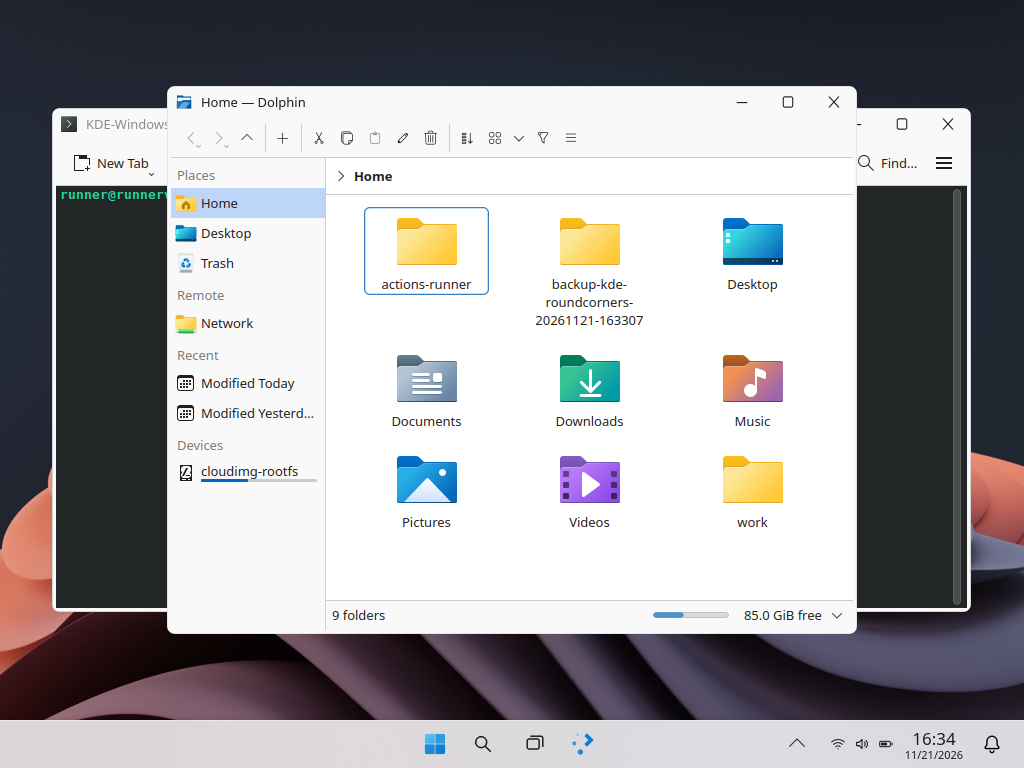 Home — Dolphin
KDE-Windows
New Tab
Find...
runner@runner
Places
Home
Desktop
Trash
Remote
Network
Recent
Modified Today
Modified Yesterd...
Devices
cloudimg-rootfs
Home
actions-runner
backup-kde-
roundcorners-
20261121-163307
Desktop
Documents
Downloads
Music
Pictures
Videos
work
9 folders
85.0 GiB free
16:34
11/21/2026